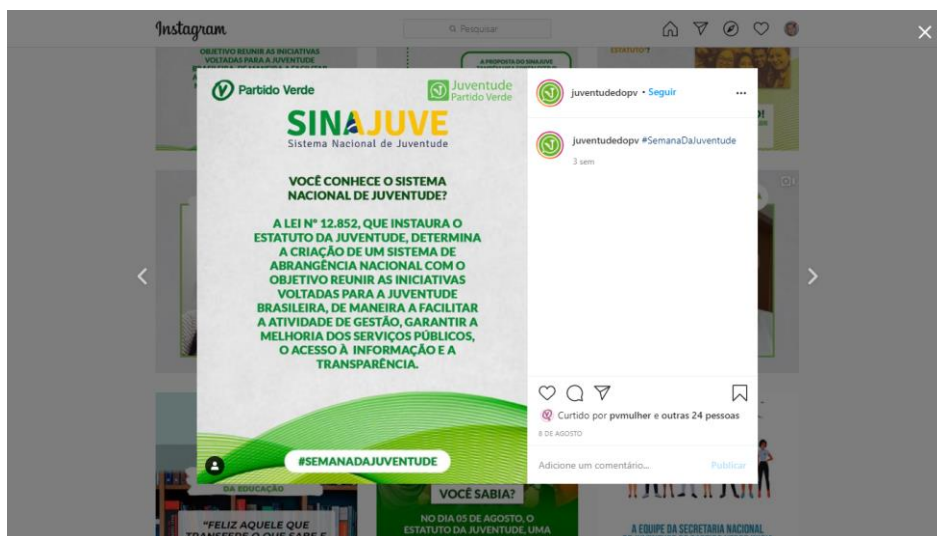 Instagram
Pesquisar
OBJETIVO REUNIR AS INICIATIVAS
VOLTADAS PARA A JUVENTUDE
A PROPOSTA DO SINAJUVE
ESTATUTO
Partido Verde
Juventude
Partido Verde
SINAJUVE
Sistema Nacional de Juventude
VOCÊ CONHECE O SISTEMA
NACIONAL DE JUVENTUDE?
A LEI Nº 12.852, QUE INSTAURA O
ESTATUTO DA JUVENTUDE, DETERMINA
A CRIAÇÃO DE UM SISTEMA DE
ABRANGÊNCIA NACIONAL COM O
OBJETIVO REUNIR AS INICIATIVAS
VOLTADAS PARA A JUVENTUDE
BRASILEIRA, DE MANEIRA A FACILITAR
A ATIVIDADE DE GESTÃO, GARANTIR A
MELHORIA DOS SERVIÇOS PÚBLICOS,
O ACESSO À INFORMAÇÃO E A
TRANSPARÊNCIA.
#SEMANADAJUVENTUDE
juventudedopv • Seguir
juventudedopv #SemanaDaJuventude
3 sem
Curtido por pvmulher e outras 24 pessoas
8 DE AGOSTO
Adicione um comentário...
Publicar
DA EDUCAÇÃO
"FELIZ AQUELE QUE
TRANSFERE O QUE SABE E
VOCÊ SABIA?
NO DIA 05 DE AGOSTO, O
ESTATUTO DA JUVENTUDE, UMA
A EQUIPE DA SECRETARIA NACIONAL